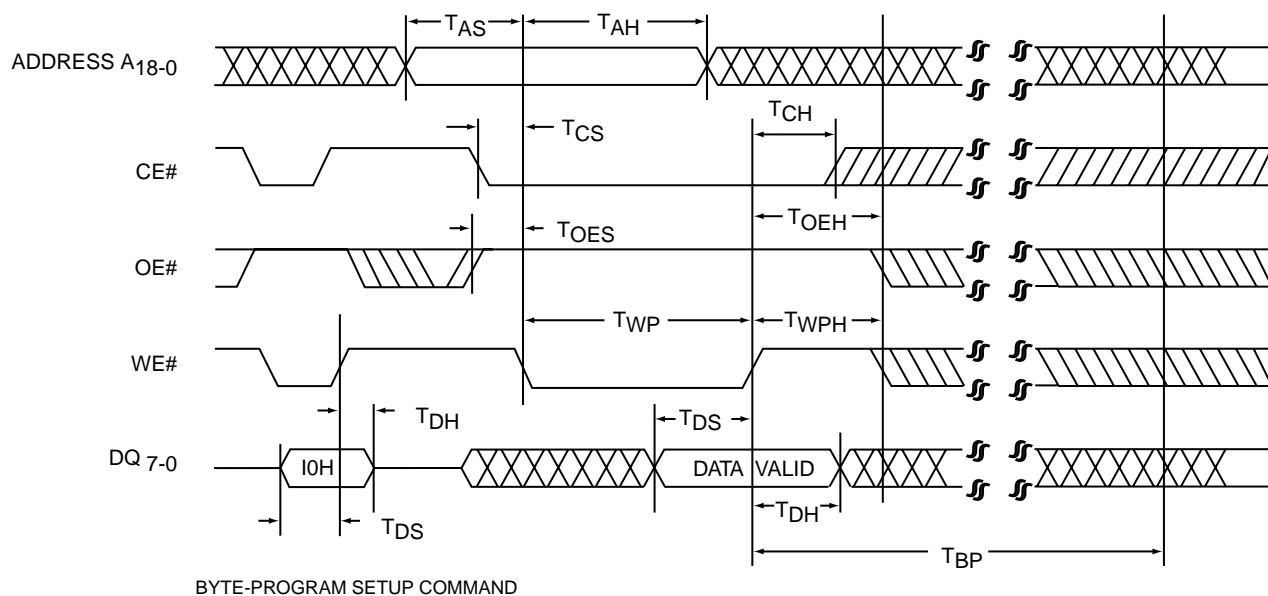 TAS
TAH
ADDRESS A18-0
TCH
TCS
CE#
TOES
TOEH
OE#
TWP
TWPH
WE#
TDH
TDS
DQ 7-0
I0H
DATA VALID
TDH
TDS
TBP
BYTE-PROGRAM SETUP COMMAND